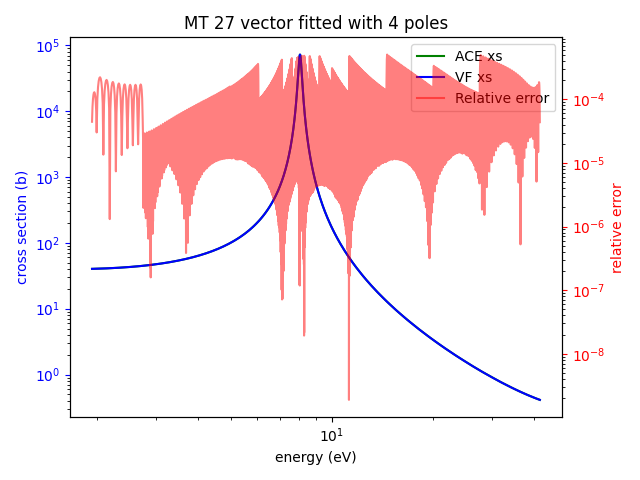 MT 27 vector fitted with 4 poles
ACE xs
VF xs
Relative error
cross section (b)
10^5
10^4
10^3
10^2
10^1
10^0
10^-4
10^-5
10^-6
10^-7
10^-8
relative error
10^1
energy (eV)